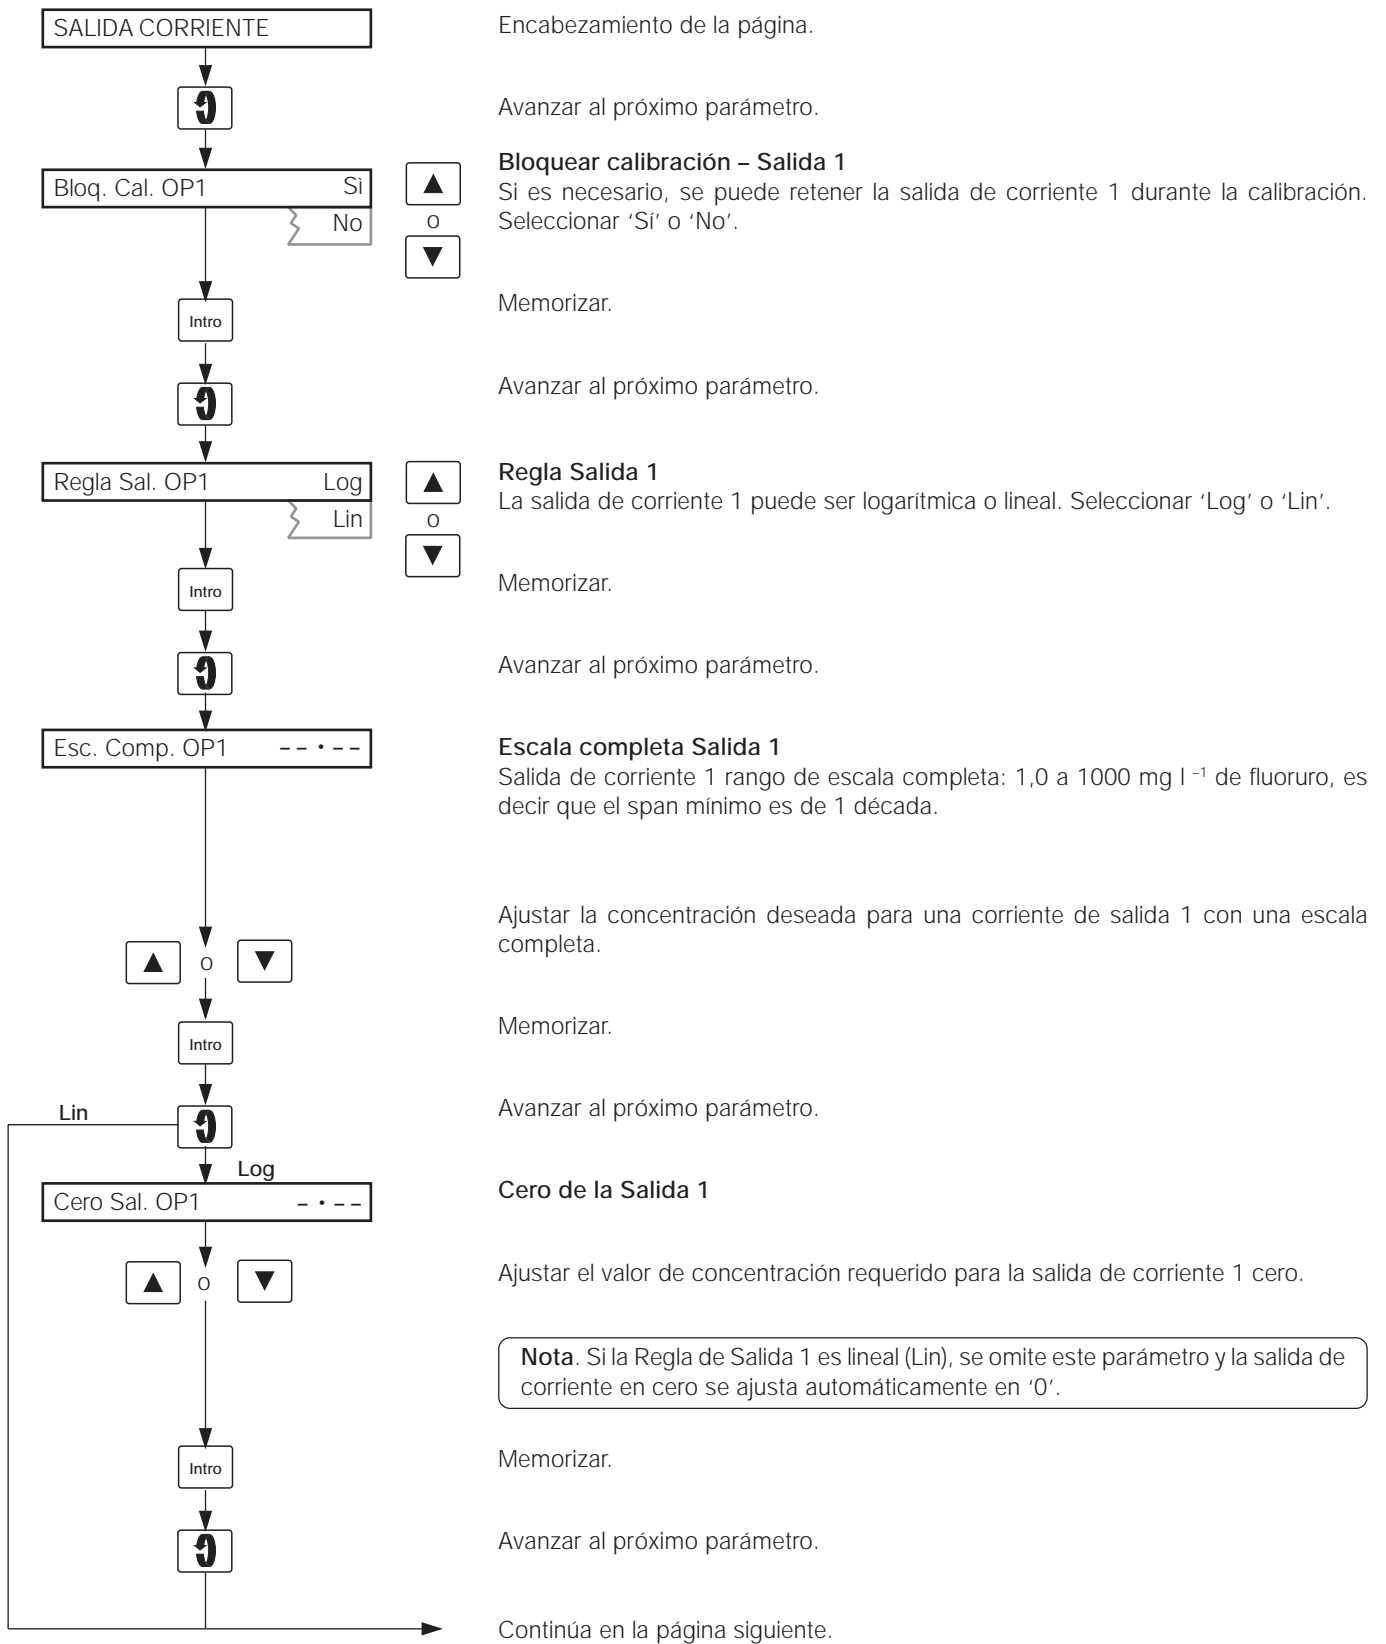 SALIDA CORRIENTE
Encabezamiento de la página.
Avanzar al próximo parámetro.
Bloq. Cal. OP1 Sì
No
o
Bloquear calibración – Salida 1
Si es necesario, se puede retener la salida de corriente 1 durante la calibración.
Seleccionar ‘Sí’ o ‘No’.
Intro
Memorizar.
Avanzar al próximo parámetro.
Regla Sal. OP1 Log
Lin
o
Regla Salida 1
La salida de corriente 1 puede ser logarítmica o lineal. Seleccionar ‘Log’ o ‘Lin’.
Intro
Memorizar.
Avanzar al próximo parámetro.
Esc. Comp. OP1 – – • – –
Escala completa Salida 1
Salida de corriente 1 rango de escala completa: 1,0 a 1000 mg l ⁻¹ de fluoruro, es
decir que el span mínimo es de 1 década.
Ajustar la concentración deseada para una corriente de salida 1 con una escala
completa.
o
Intro
Memorizar.
Avanzar al próximo parámetro.
Lin
Log
Cero Sal. OP1 – • – –
Cero de la Salida 1
o
Ajustar el valor de concentración requerido para la salida de corriente 1 cero.
Nota. Si la Regla de Salida 1 es lineal (Lin), se omite este parámetro y la salida de
corriente en cero se ajusta automáticamente en ‘0’.
Intro
Memorizar.
Avanzar al próximo parámetro.
Continúa en la página siguiente.